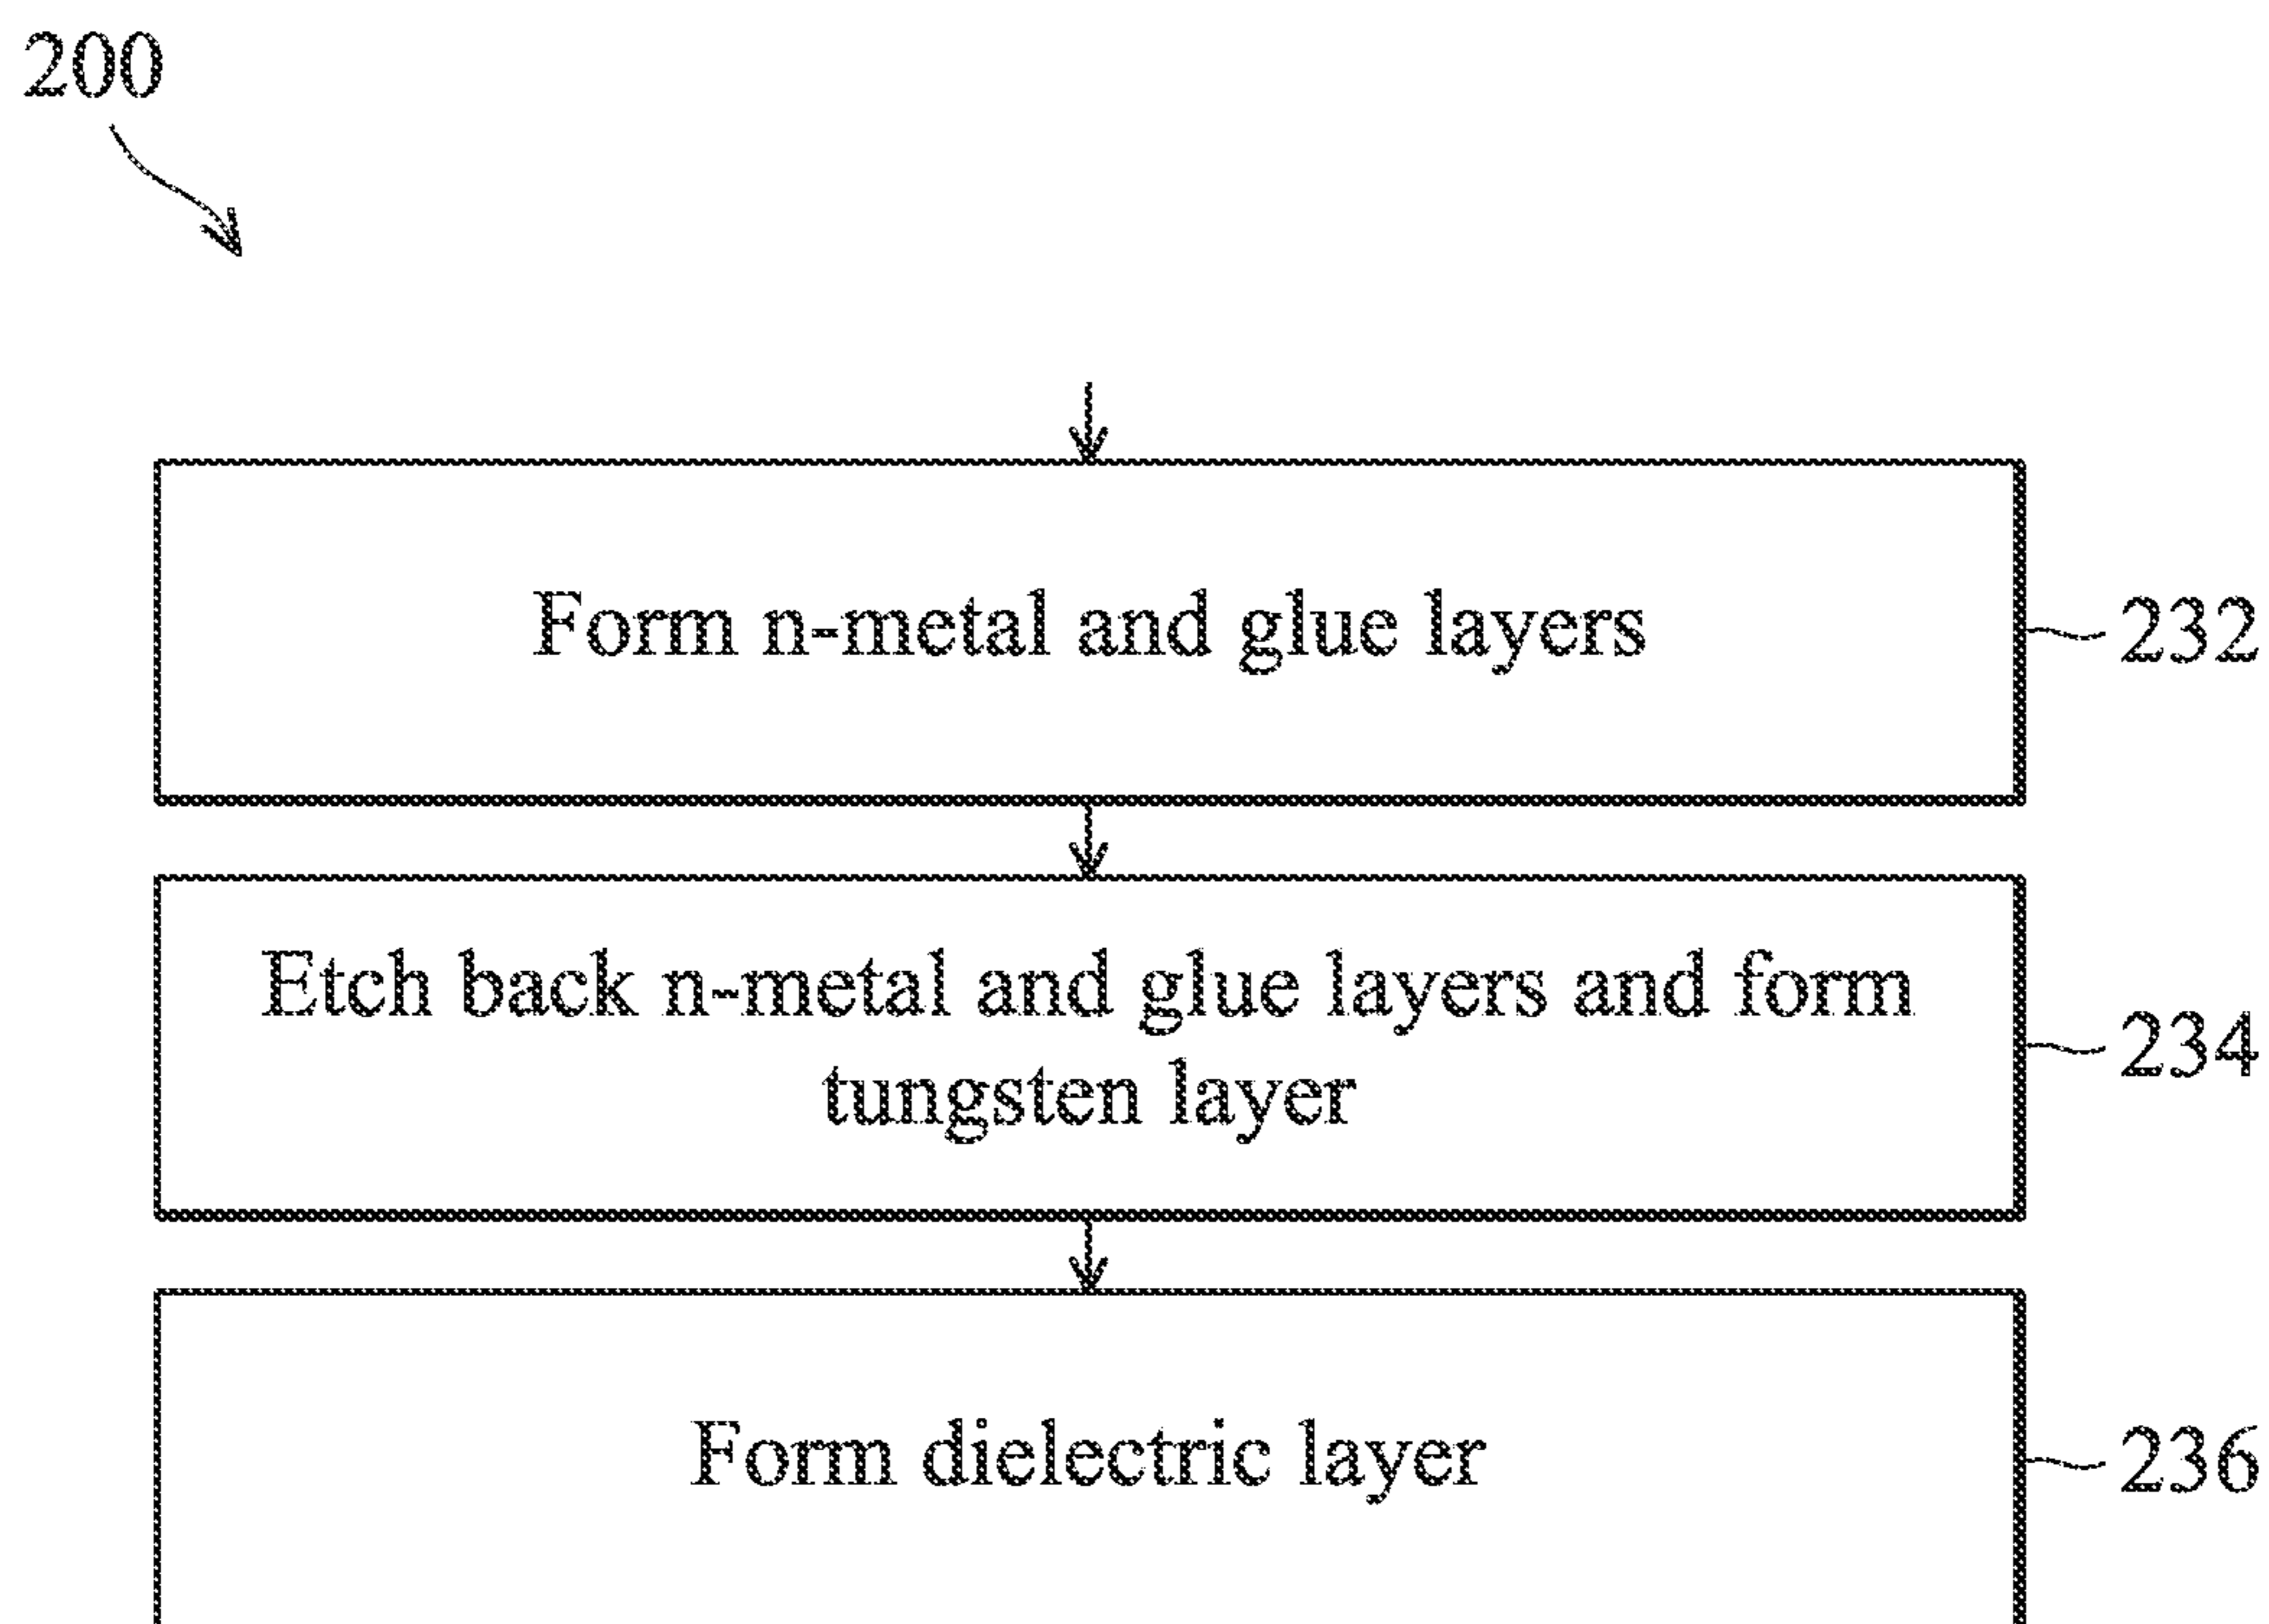 200
Form n-metal and glue layers
232
Etch back n-metal and glue layers and form
tungsten layer
234
Form dielectric layer
236